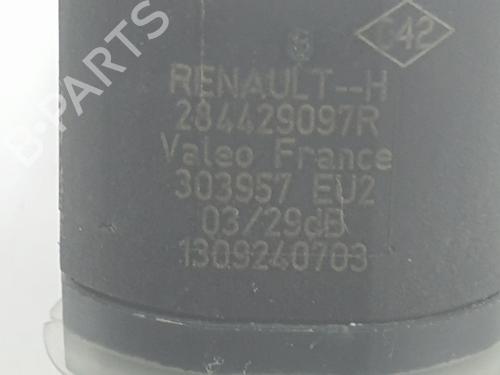 C42
RENAULT--H
284429097R
Valeo France
303957 EU2
03/29dB
1309240703
B-PARTS